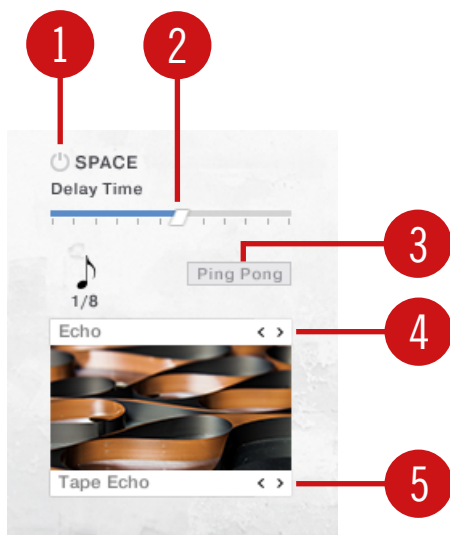 1 2
SPACE
Delay Time
3
Ping Pong
1/8
4
Echo < >
5
Tape Echo < >